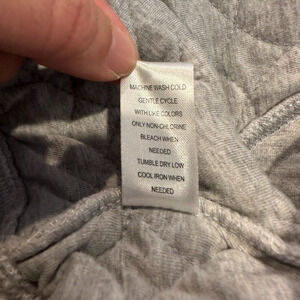 MACHINE WASH COLD
GENTLE CYCLE
WITH LIKE COLORS
ONLY NON-CHLORINE
BLEACH WHEN
NEEDED
TUMBLE DRY LOW
COOL IRON WHEN
NEEDED